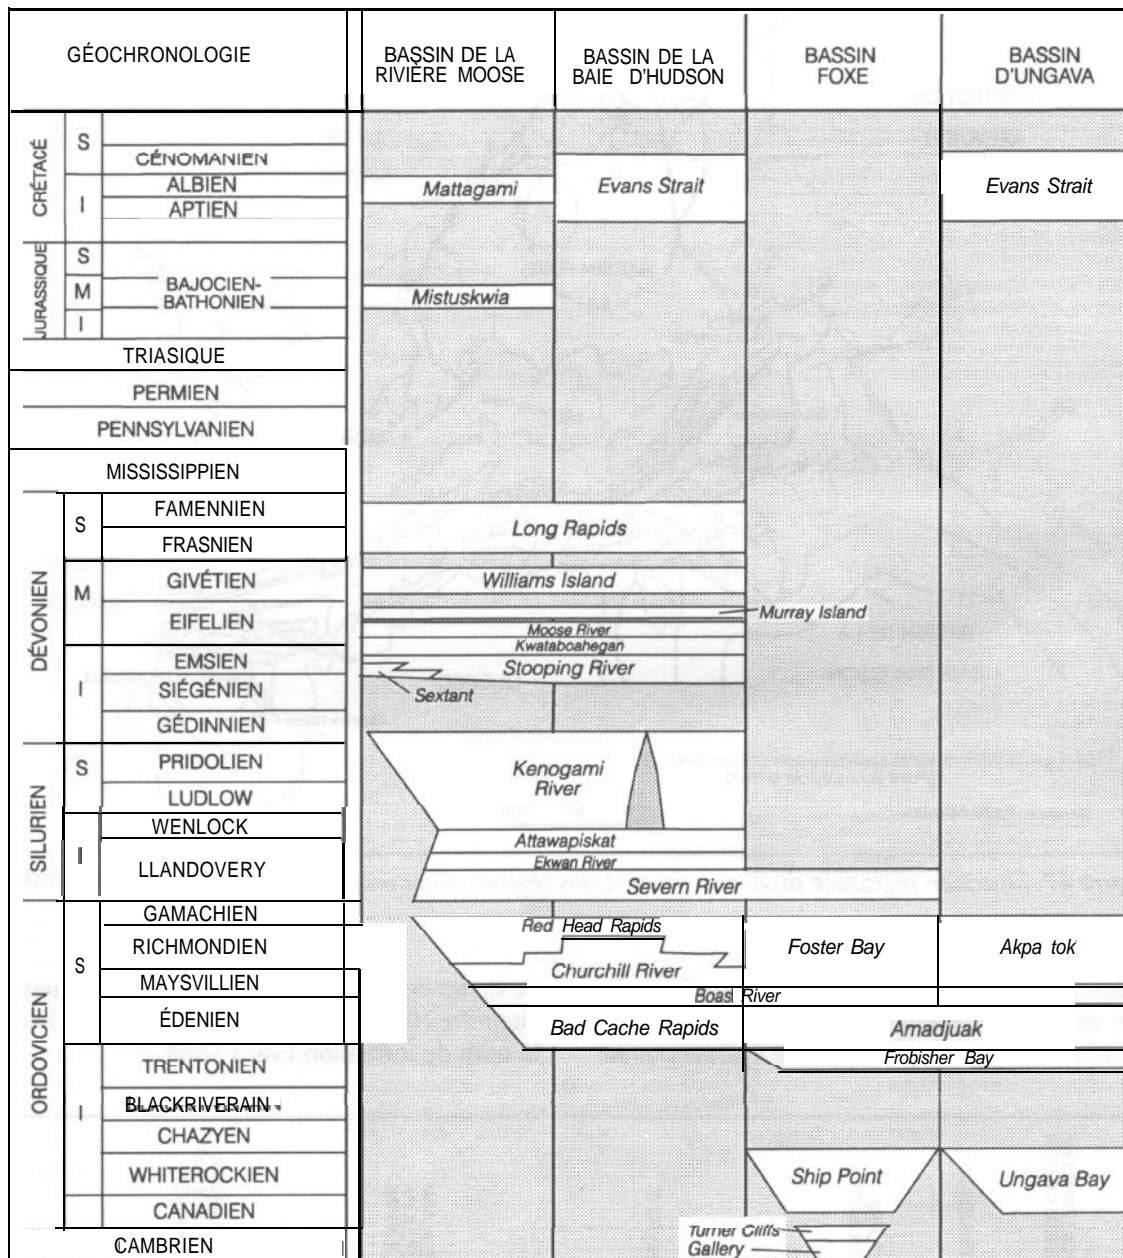 GÉOCHRONOLOGIE
BASSIN DE LA
RIVIÈRE MOOSE
BASSIN DE LA
BAIE D'HUDSON
BASSIN
FOXE
BASSIN
D'UNGAVA
CRÉTACÉ
S
CÉNOMANIEN
I
ALBIEN
APTIEN
Mattagami
Evans Strait
Evans Strait
JURASSIQUE
S
M
I
BAJOCIEN-
BATHONIEN
Mistuskwia
TRIASIQUE
PERMIEN
PENNSYLVANIEN
MISSISSIPPIEN
DÉVONIEN
S
FAMENNIEN
FRASNIEN
Long Rapids
M
GIVÉTIEN
Williams Island
EIFELIEN
Murray Island
Moose River
Kwataboahegan
I
EMSIEN
Stooping River
SIÉGÉNIEN
Sextant
GÉDINNIEN
SILURIEN
S
PRIDOLIEN
Kenogami
River
LUDLOW
I
WENLOCK
Attawapiskat
LLANDOVERY
Ekwan River
Severn River
ORDOVICIEN
S
GAMACHIEN
Red Head Rapids
RICHMONDIEN
Foster Bay
Akpa tok
Churchill River
MAYSVILLIEN
Boas River
ÉDENIEN
Bad Cache Rapids
Amadjuak
I
TRENTONIEN
Frobisher Bay
BLACKRIVERAIN
CHAZYEN
WHITEROCKIEN
Ship Point
Ungava Bay
CANADIEN
Turner Cliffs
CAMBRIEN
Gallery